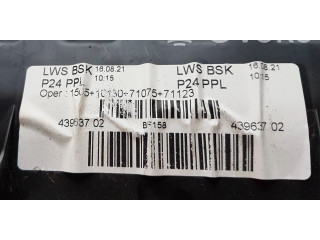 LWS BSK 16.08.21 LWS BSK 16.08.21
P24 PPL 10:15 P24 PPL 10:15
Oper.:1505+10130+71075+71123
439637 02 BF158 439637 02